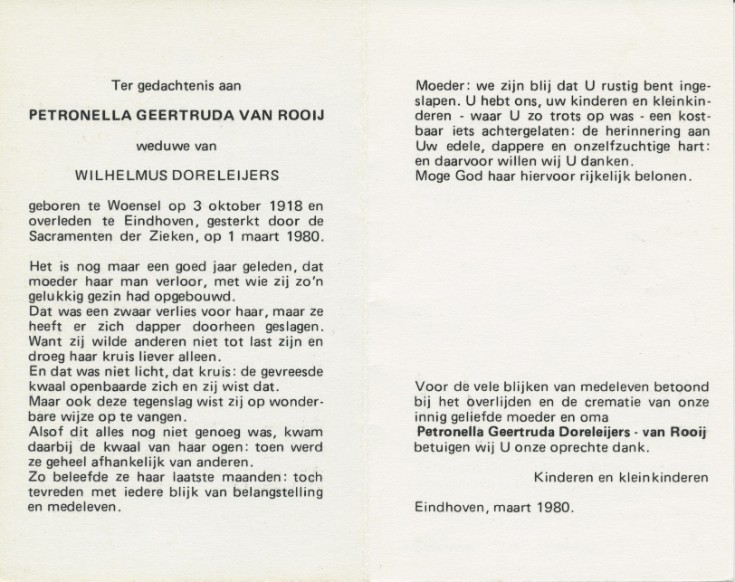 Ter gedachtenis aan
PETRONELLA GEERTRUDA VAN ROOIJ
weduwe van
WILHELMUS DORELEIJERS
geboren te Woensel op 3 oktober 1918 en
overleden te Eindhoven, gesterkt door de
Sacramenten der Zieken, op 1 maart 1980.
Het is nog maar een goed jaar geleden, dat
moeder haar man verloor, met wie zij zo'n
gelukkig gezin had opgebouwd.
Dat was een zwaar verlies voor haar, maar ze
heeft er zich dapper doorheen geslagen.
Want zij wilde anderen niet tot last zijn en
droeg haar kruis liever alleen.
En dat was niet licht, dat kruis: de gevreesde
kwaal openbaarde zich en zij wist dat.
Maar ook deze tegenslag wist zij op wonder-
bare wijze op te vangen.
Alsof dit alles nog niet genoeg was, kwam
daarbij de kwaal van haar ogen: toen werd
ze geheel afhankelijk van anderen.
Zo beleefde ze haar laatste maanden: toch
tevreden met iedere blijk van belangstelling
en medeleven.
Moeder: we zijn blij dat U rustig bent inge-
slapen. U hebt ons, uw kinderen en kleinkin-
deren - waar U zo trots op was - een kost-
baar iets achtergelaten: de herinnering aan
Uw edele, dappere en onzelfzuchtige hart:
en daarvoor willen wij U danken.
Moge God haar hiervoor rijkelijk belonen.
Voor de vele blijken van medeleven betoond
bij het overlijden en de crematie van onze
innig geliefde moeder en oma
Petronella Geertruda Doreleijers - van Rooij
betuigen wij U onze oprechte dank.
Kinderen en kleinkinderen
Eindhoven, maart 1980.